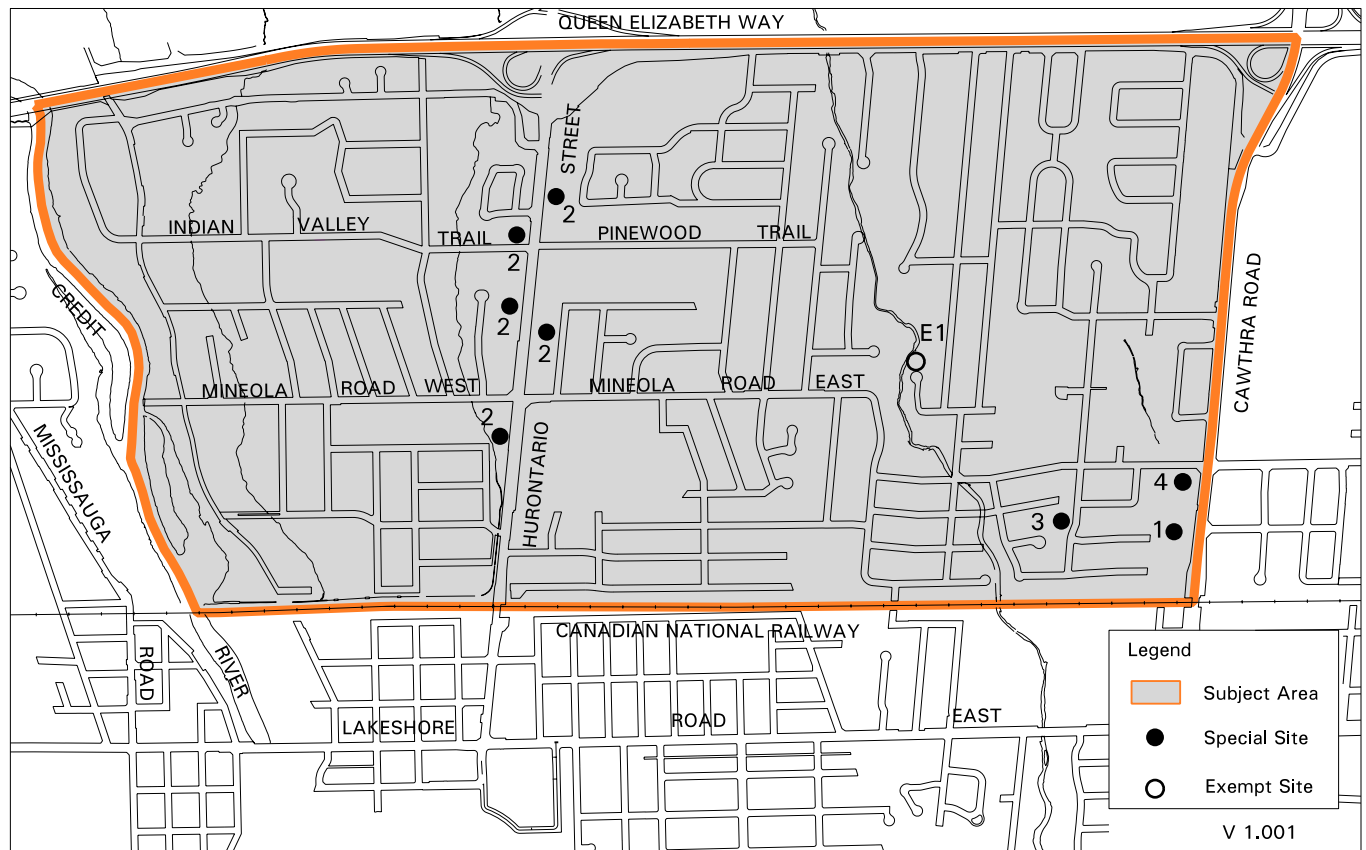 QUEEN ELIZABETH WAY
STREET
2
INDIAN VALLEY TRAIL PINEWOOD TRAIL
2
CREDIT
2
2
E1
CAWTHRA ROAD
MINEOLA ROAD WEST MINEOLA ROAD EAST
2
MISSISSAUGA
HURONTARIO
4
3
1
CANADIAN NATIONAL RAILWAY
ROAD
RIVER
LAKESHORE ROAD EAST
Legend
Subject Area
Special Site
Exempt Site
V 1.001